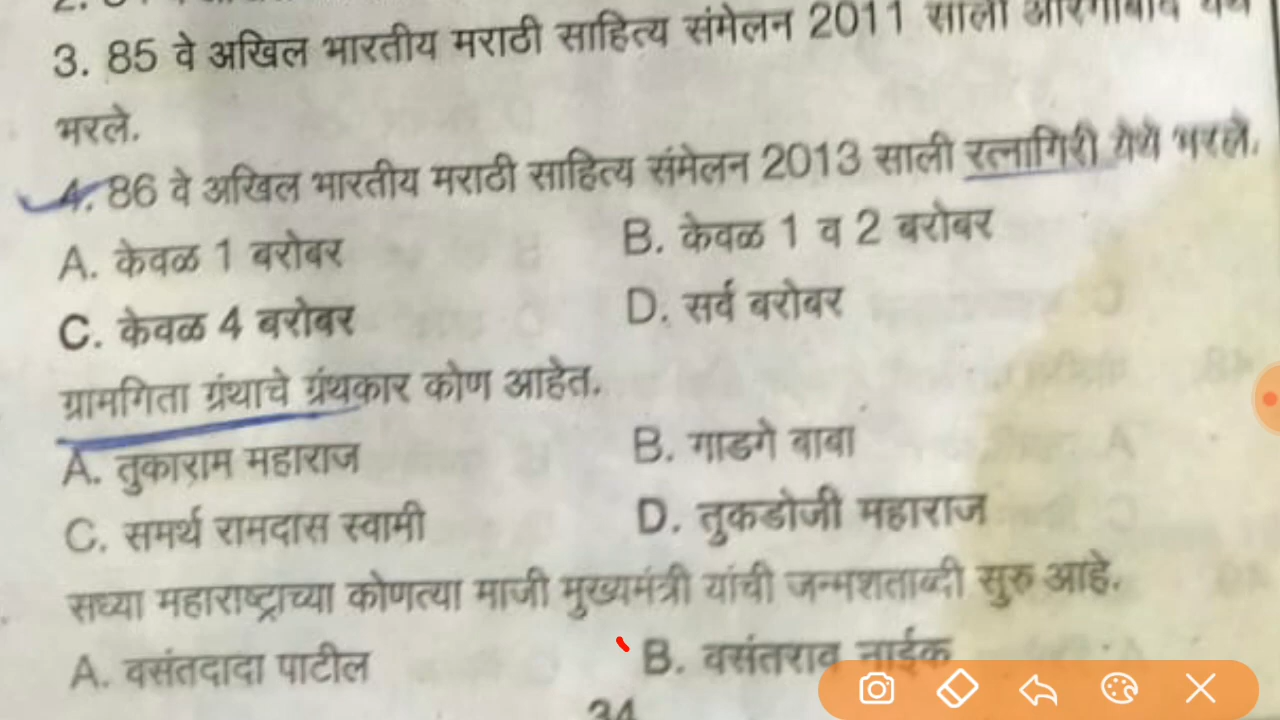 3. 85 वे अखिल भारतीय मराठी साहित्य संमेलन 2011 साली
भरले.
4. 86 वे अखिल भारतीय मराठी साहित्य संमेलन 2013 साली रत्नागिरी येथे भरले.
A. केवळ 1 बरोबर B. केवळ 1 व 2 बरोबर
C. केवळ 4 बरोबर D. सर्व बरोबर
ग्रामगिता ग्रंथाचे ग्रंथकार कोण आहेत.
A. तुकाराम महाराज B. गाडगे बाबा
C. समर्थ रामदास स्वामी D. तुकडोजी महाराज
सध्या महाराष्ट्राच्या कोणत्या माजी मुख्यमंत्री यांची जन्मशताब्दी सुरु आहे.
A. वसंतदादा पाटील B. वसंतराव नाईक
34